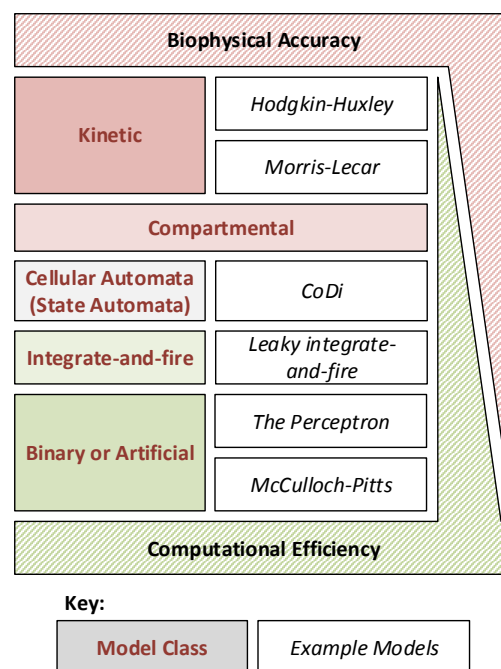 Biophysical Accuracy
Kinetic
Hodgkin-Huxley
Morris-Lecar
Compartmental
Cellular Automata
(State Automata)
CoDi
Integrate-and-fire
Leaky integrate-
and-fire
Binary or Artificial
The Perceptron
McCulloch-Pitts
Computational Efficiency
Key:
Model Class
Example Models